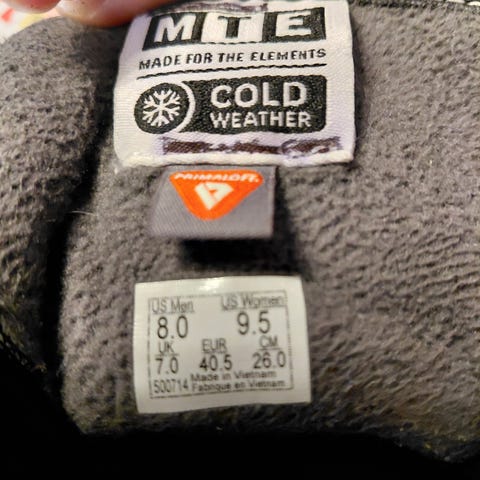 MTE
MADE FOR THE ELEMENTS
COLD
WEATHER
PRIMALOFT
US Men US Women
8.0 9.5
UK EUR CM
7.0 40.5 26.0
500714 Made in Vietnam
Fabriqué en Vietnam